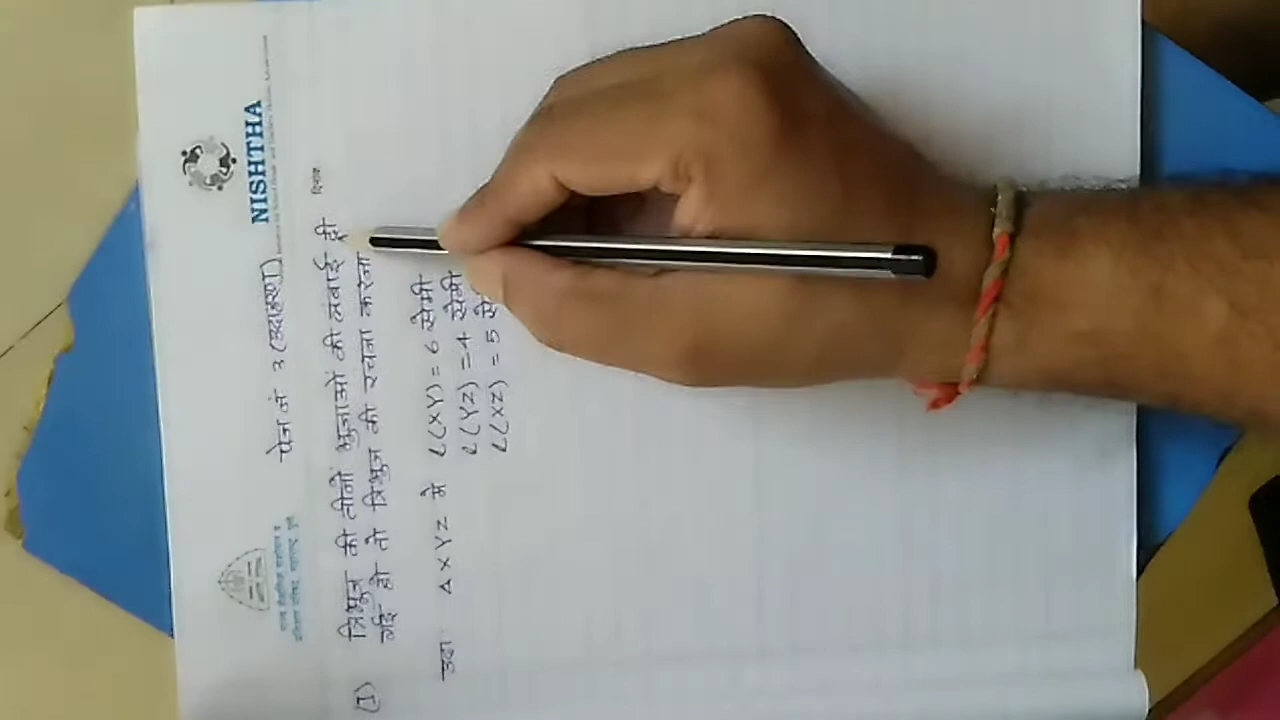 NISHTHA
पेज नं 3 (उदाहरण)
दिनांक
(1) त्रिभुज की तीनों भुजाओं की लंबाई दी
गई हो तो त्रिभुज की रचना करना
उदा Δ XYZ में L(XY) = 6 सेमी
L(YZ) = 4 सेमी
L(XZ) = 5 से